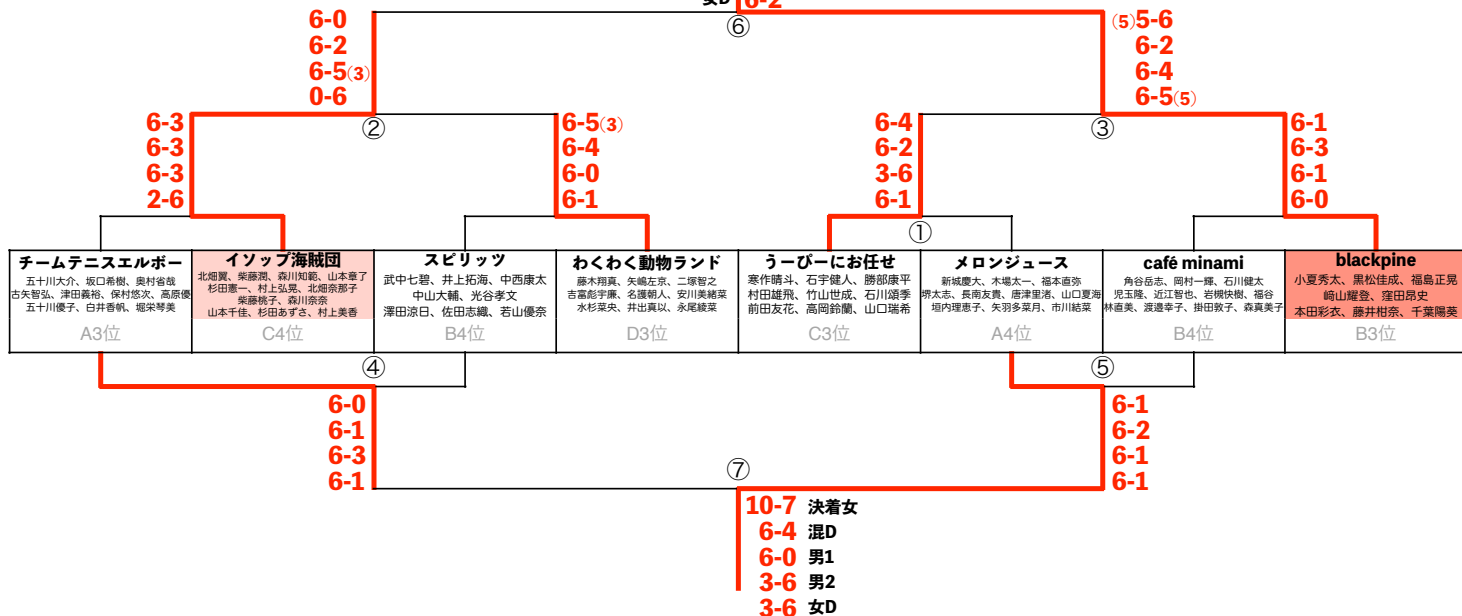 女D 6-2
⑥
6-0
6-2
6-5(3)
0-6
(5)5-6
6-2
6-4
6-5(5)
②
③
6-3
6-3
6-3
2-6
6-5(3)
6-4
6-0
6-1
6-4
6-2
3-6
6-1
6-1
6-3
6-1
6-0
①
チームテニスエルボー
五十川大介、坂口希樹、奥村省哉
古矢智弘、津田義裕、保村悠次、高原優
五十川優子、白井香帆、堀栄琴美
A3位
イソップ海賊団
北畑翼、柴藤潤、森川知範、山本章了
杉田憲一、村上弘晃、北畑奈那子
柴藤桃子、森川奈奈
山本千佳、杉田あずさ、村上美香
C4位
スピリッツ
武中七碧、井上拓海、中西康太
中山大輔、光谷孝文
澤田涼日、佐田志織、若山優奈
B4位
わくわく動物ランド
藤木翔真、矢嶋左京、二塚智之
吉富彪宇廉、名護朝人、安川美緒菜
水杉菜央、井出真以、永尾綾菜
D3位
うーぴーにお任せ
寒作晴斗、石宇健人、勝部康平
村田雄飛、竹山世成、石川頌季
前田友花、高岡鈴蘭、山口瑞希
C3位
メロンジュース
新城慶太、木場太一、福本直弥
堺太志、長南友貴、唐津里渚、山口夏海
垣内理恵子、矢羽多菜月、市川結菜
A4位
café minami
角谷岳志、岡村一輝、石川健太
児玉隆、近江智也、岩槻快樹、福谷
林直美、渡邊幸子、掛田敦子、森真美子
B4位
blackpine
小夏秀太、黒松佳成、福島正晃
﨑山耀登、窪田昂史
本田彩衣、藤井柑奈、千葉陽葵
B3位
④
⑤
6-0
6-1
6-3
6-1
6-1
6-2
6-1
6-1
⑦
10-7 決着女
6-4 混D
6-0 男1
3-6 男2
3-6 女D